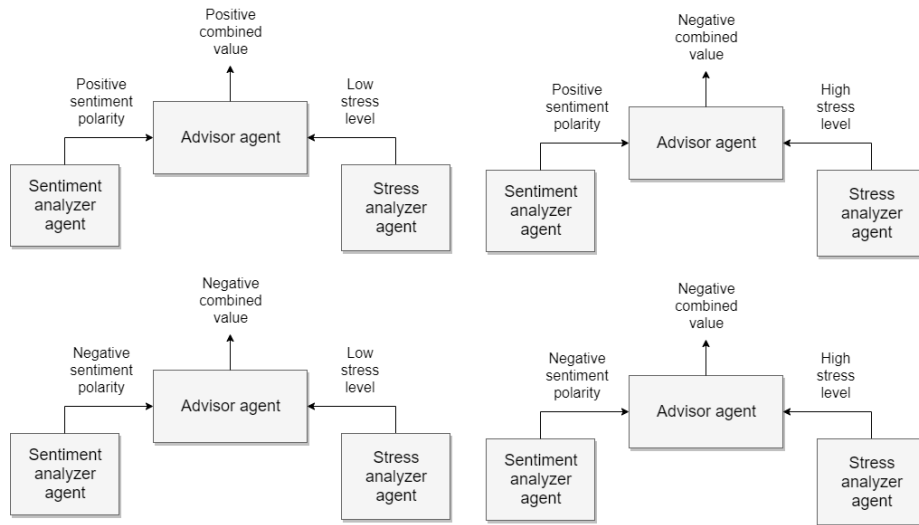 Positive
combined
value
Positive
sentiment
polarity
Low
stress
level
Advisor agent
Sentiment
analyzer
agent
Stress
analyzer
agent
Negative
combined
value
Positive sentiment
polarity
High
stress
level
Advisor agent
Sentiment
analyzer
agent
Stress
analyzer
agent
Negative
combined
value
Negative
sentiment
polarity
Low
stress
level
Advisor agent
Sentiment
analyzer
agent
Stress
analyzer
agent
Negative
combined
value
Negative
sentiment
polarity
High
stress
level
Advisor agent
Sentiment
analyzer
agent
Stress
analyzer
agent